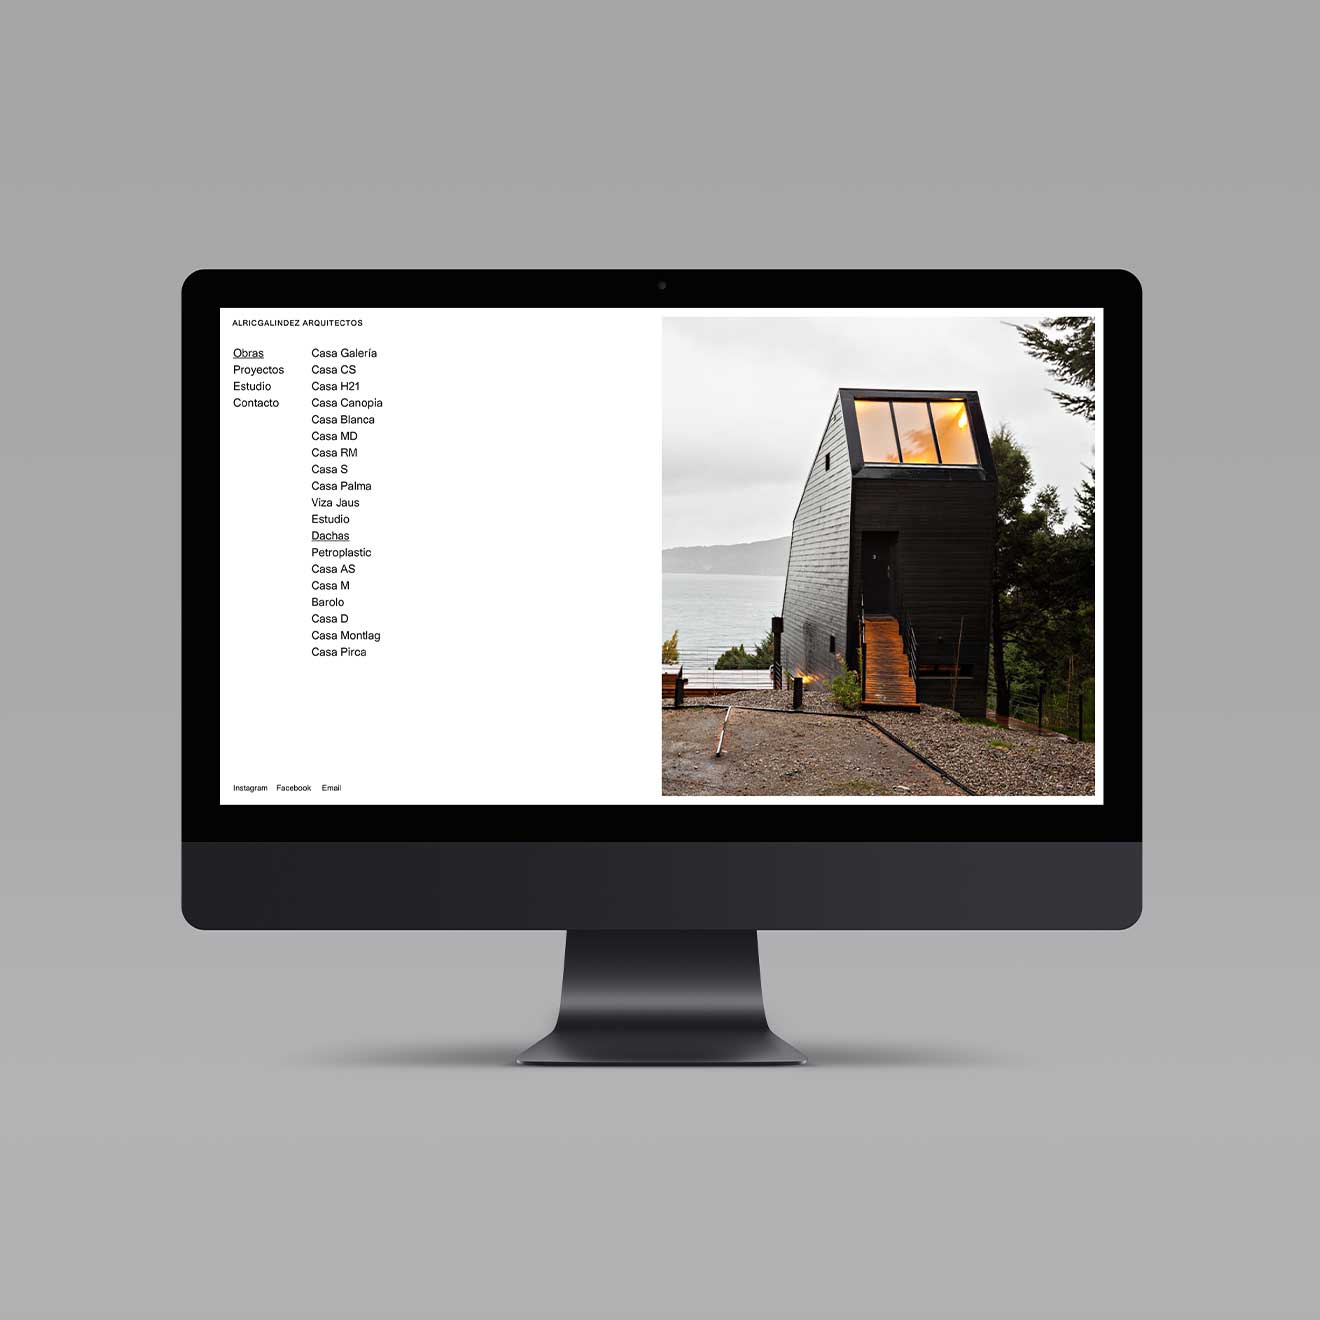 ALRICGALINDEZ ARQUITECTOS
Obras
Proyectos
Estudio
Contacto
Casa Galería
Casa CS
Casa H21
Casa Canopia
Casa Blanca
Casa MD
Casa RM
Casa S
Casa Palma
Viza Jaus
Estudio
Dachas
Petroplastic
Casa AS
Casa M
Barolo
Casa D
Casa Montlag
Casa Pirca
Instagram Facebook Email
3